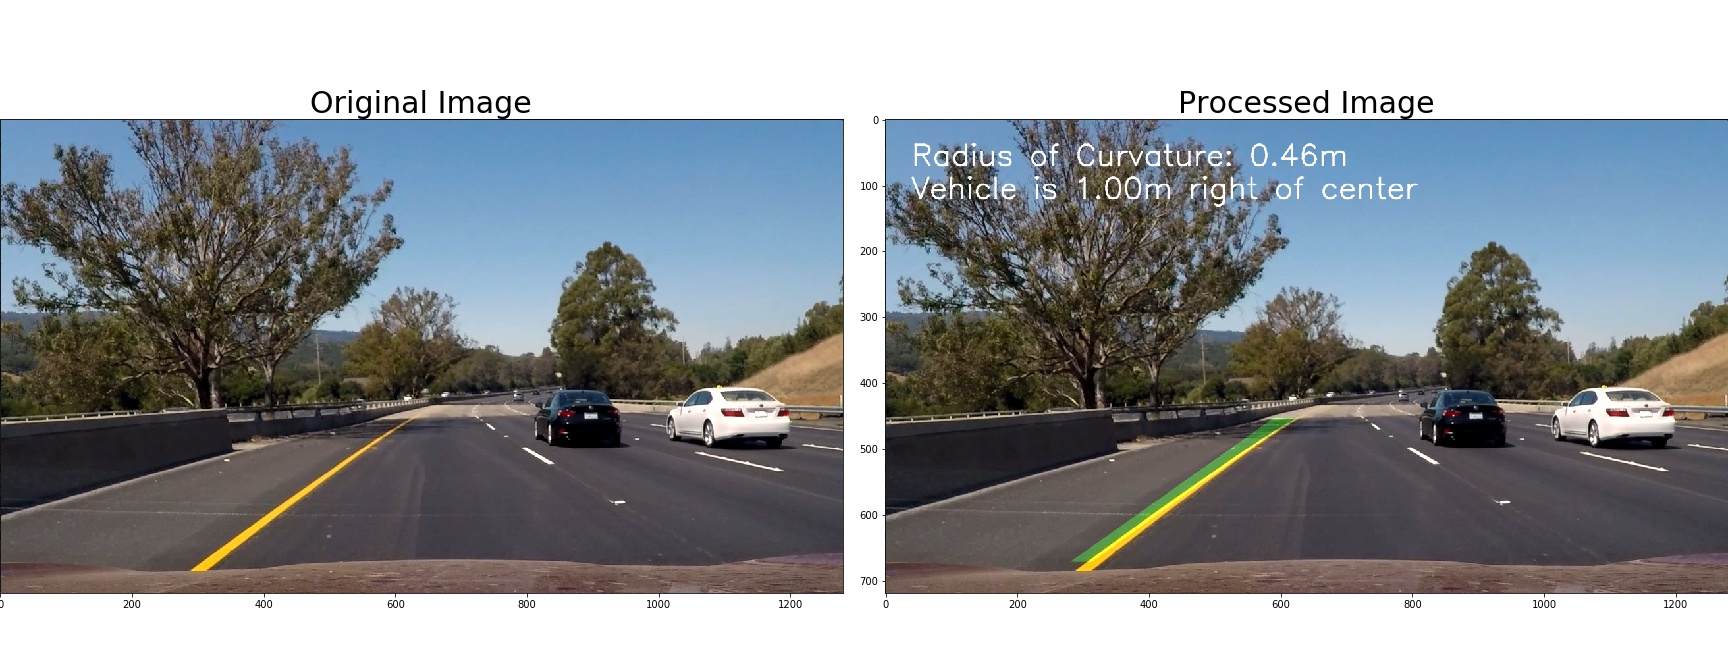 Original Image
Processed Image
Radius of Curvature: 0.46m
Vehicle is 1.00m right of center
0
100
200
300
400
500
600
700
0 200 400 600 800 1000 1200
0 200 400 600 800 1000 1200